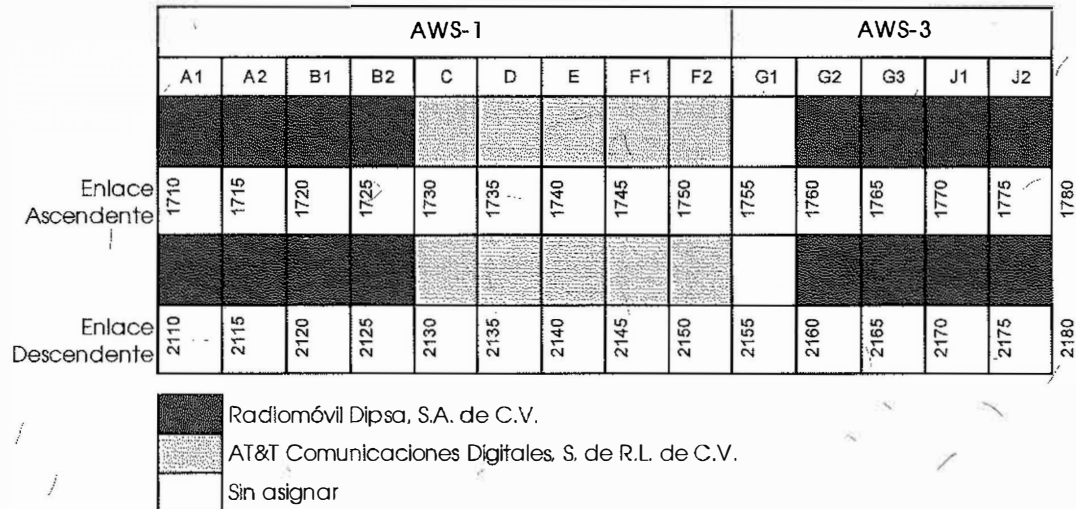 AWS-1 AWS-3
A1 A2 B1 B2 C D E F1 F2 G1 G2 G3 J1 J2
Enlace
Ascendente
1710 1715 1720 1725 1730 1735 1740 1745 1750 1755 1760 1765 1770 1775 1780
Enlace
Descendente
2110 2115 2120 2125 2130 2135 2140 2145 2150 2155 2160 2165 2170 2175 2180
Radiomóvil Dipsa, S.A. de C.V.
AT&T Comunicaciones Digitales, S. de R.L. de C.V.
Sin asignar